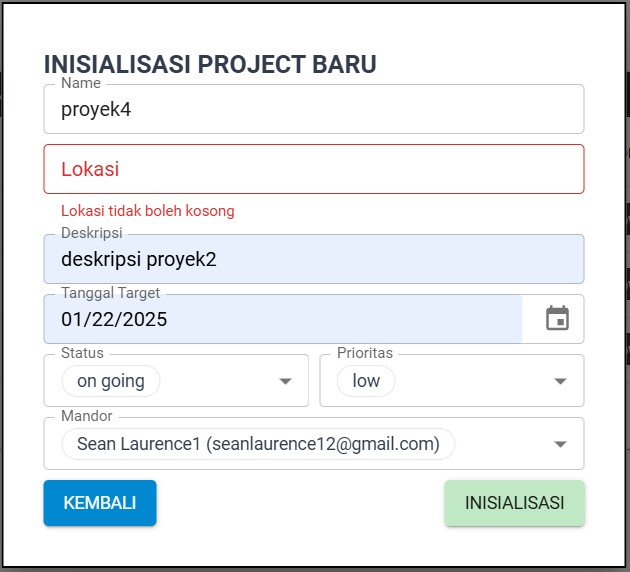 INISIALISASI PROJECT BARU
Name
proyek4
Lokasi
Lokasi tidak boleh kosong
Deskripsi
deskripsi proyek2
Tanggal Target
01/22/2025
Status
on going
Prioritas
low
Mandor
Sean Laurence1 (seanlaurence12@gmail.com)
KEMBALI
INISIALISASI